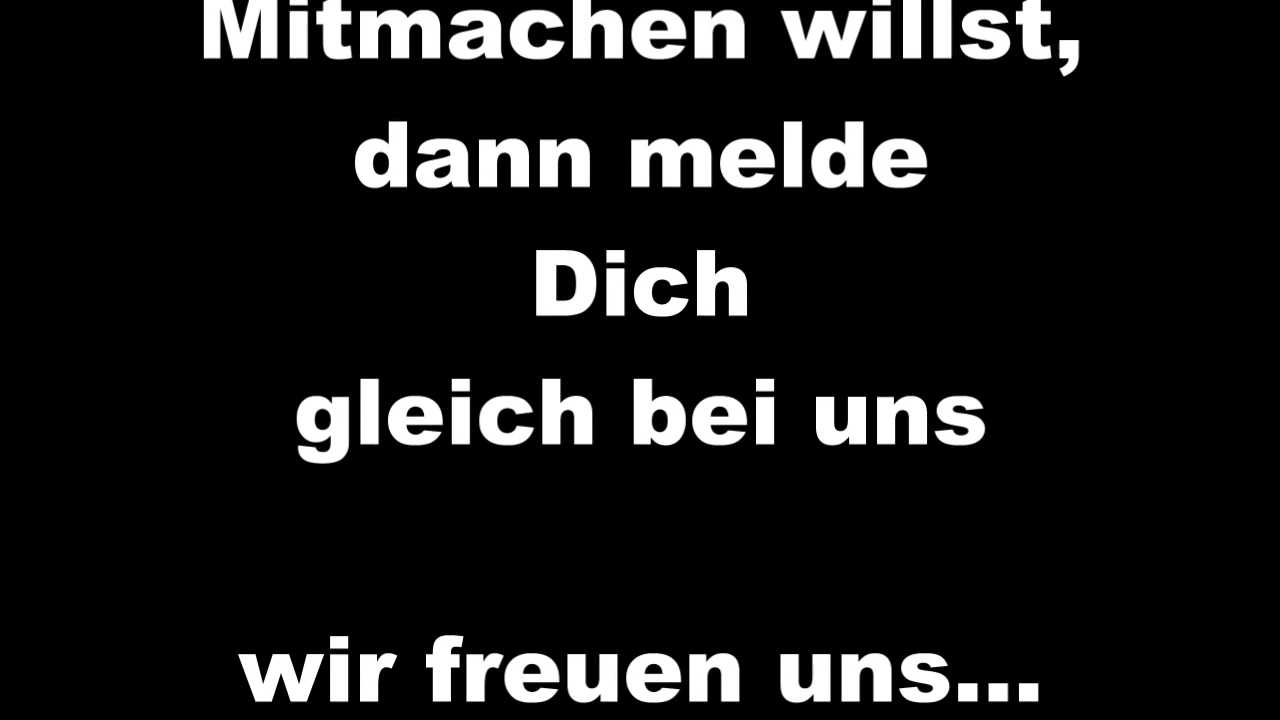 Mitmachen willst,
dann melde
Dich
gleich bei uns
wir freuen uns...